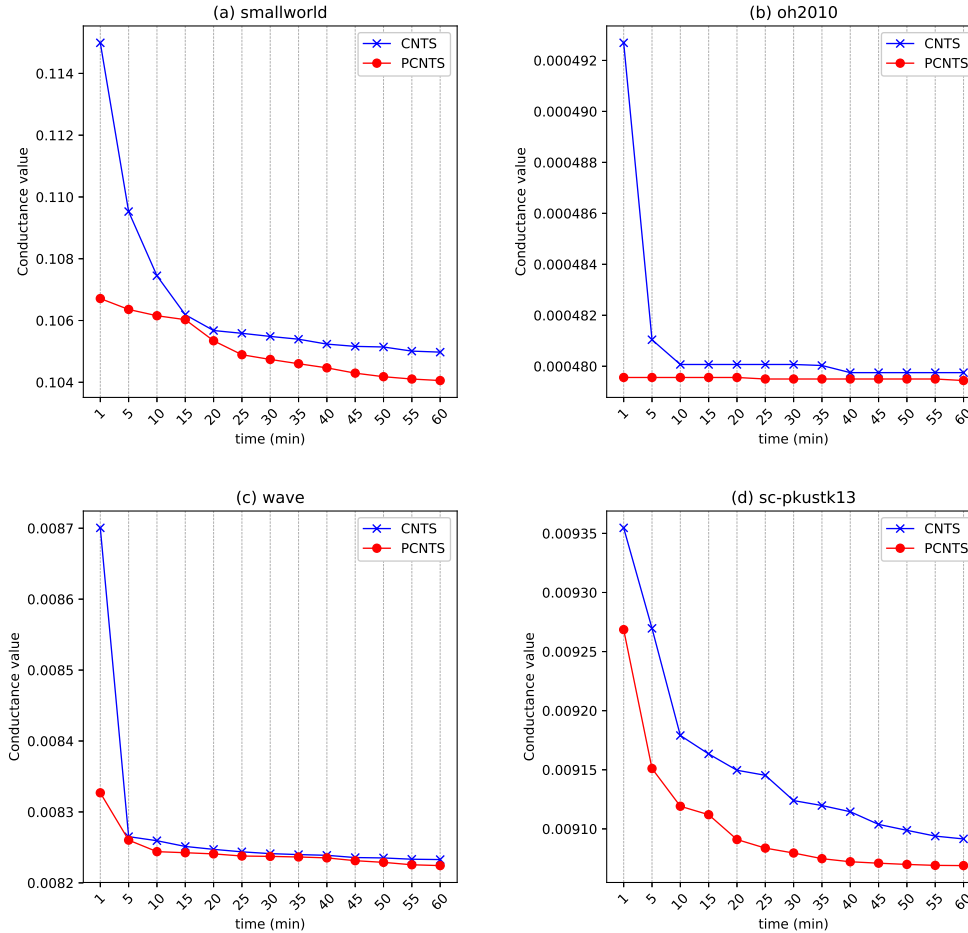 (a) smallworld
CNTS
PCNTS
Conductance value
0.114
0.112
0.110
0.108
0.106
0.104
1 5 10 15 20 25 30 35 40 45 50 55 60
time (min)
(b) oh2010
CNTS
PCNTS
Conductance value
0.000492
0.000490
0.000488
0.000486
0.000484
0.000482
0.000480
1 5 10 15 20 25 30 35 40 45 50 55 60
time (min)
(c) wave
CNTS
PCNTS
Conductance value
0.0087
0.0086
0.0085
0.0084
0.0083
0.0082
1 5 10 15 20 25 30 35 40 45 50 55 60
time (min)
(d) sc-pkustk13
CNTS
PCNTS
Conductance value
0.00935
0.00930
0.00925
0.00920
0.00915
0.00910
1 5 10 15 20 25 30 35 40 45 50 55 60
time (min)